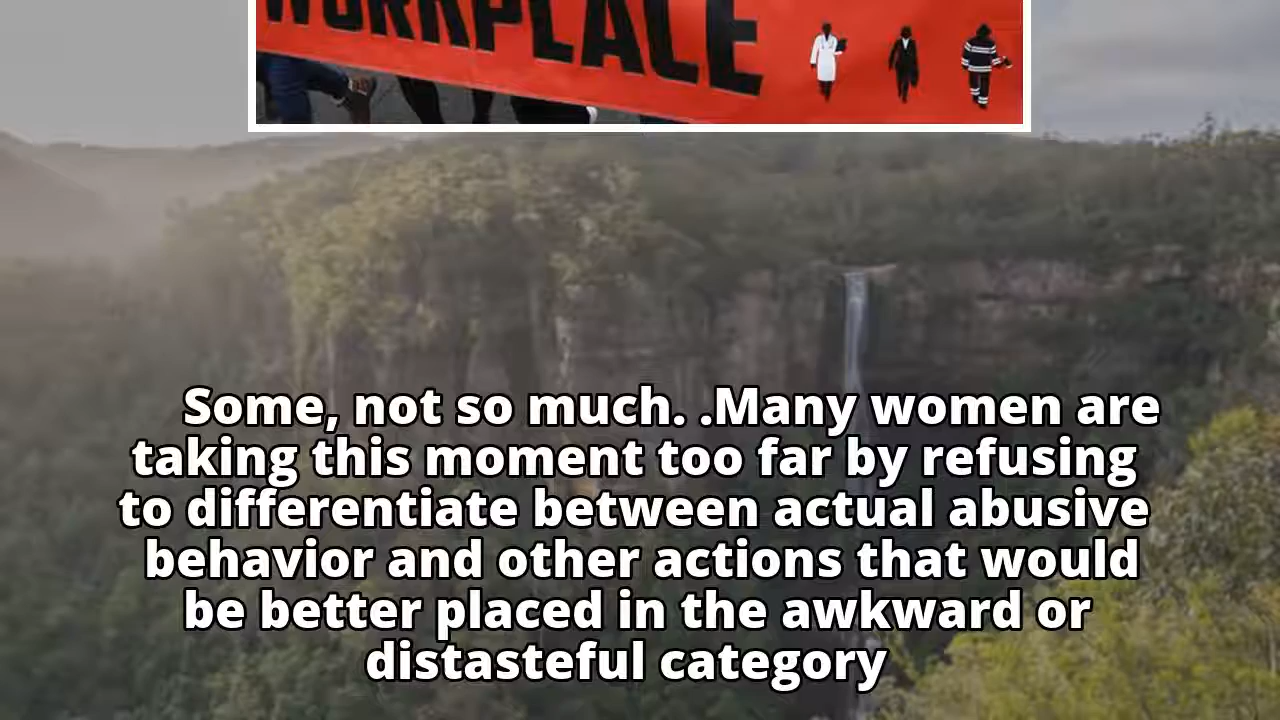 WORKPLACE
Some, not so much. .Many women are
taking this moment too far by refusing
to differentiate between actual abusive
behavior and other actions that would
be better placed in the awkward or
distasteful category